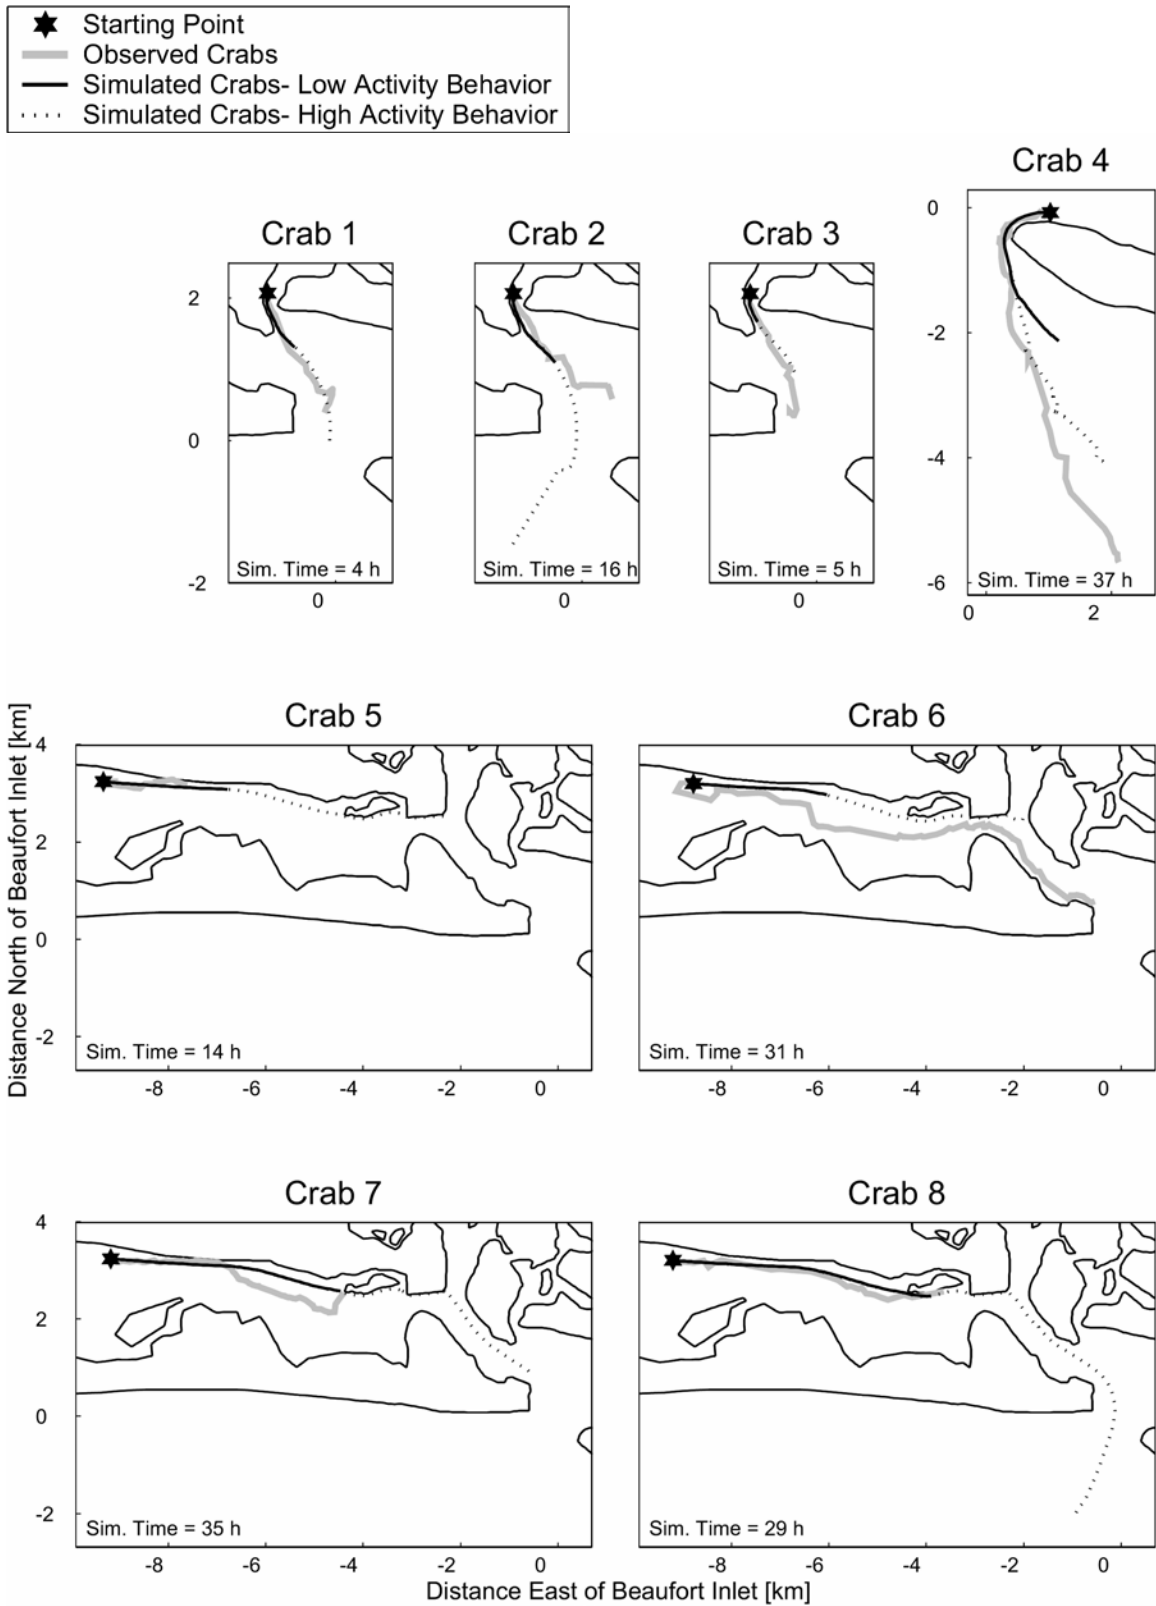 Starting Point
Observed Crabs
Simulated Crabs- Low Activity Behavior
Simulated Crabs- High Activity Behavior
Crab 1
Crab 2
Crab 3
Crab 4
2
0
-2
Sim. Time = 4 h
0
Sim. Time = 16 h
0
Sim. Time = 5 h
0
0
-2
-4
-6
Sim. Time = 37 h
0 2
Distance North of Beaufort Inlet [km]
Crab 5
4
2
0
-2
Sim. Time = 14 h
-8 -6 -4 -2 0
Crab 6
Sim. Time = 31 h
-8 -6 -4 -2 0
Crab 7
4
2
0
-2
Sim. Time = 35 h
-8 -6 -4 -2 0
Crab 8
Sim. Time = 29 h
-8 -6 -4 -2 0
Distance East of Beaufort Inlet [km]